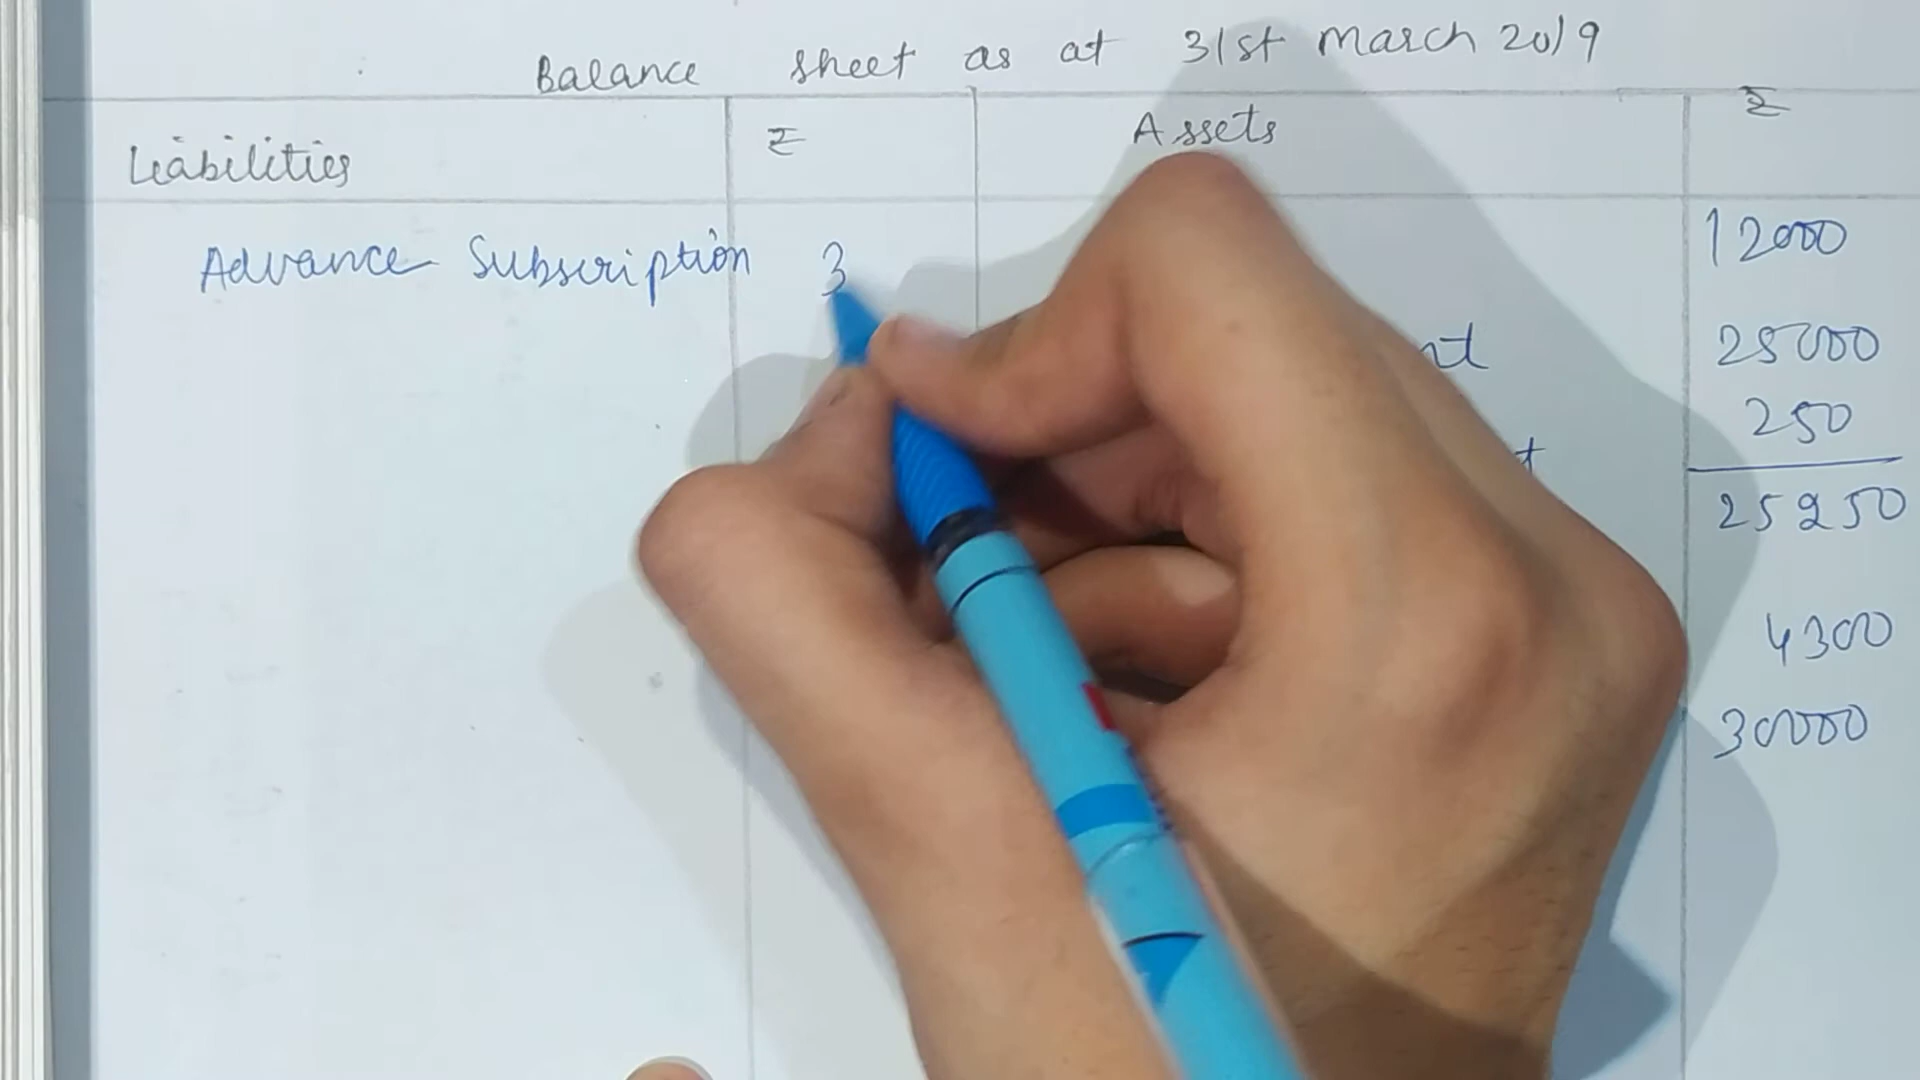 Balance sheet as at 31st march 2019
Liabilities ₹ Assets ₹
Advance Subscription 3
12000
25000
250
25250
4300
30000